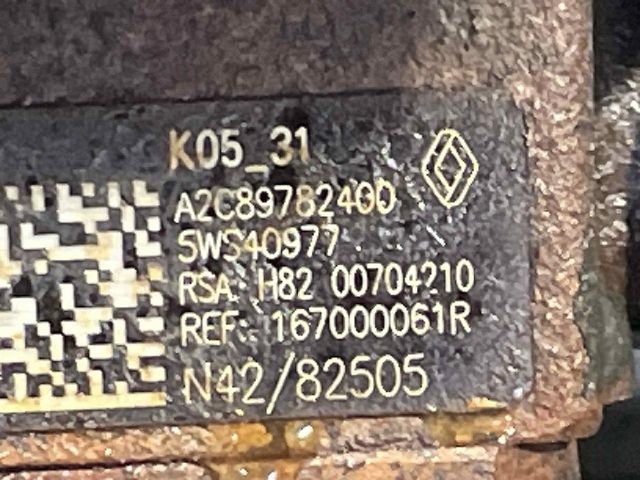 K05_31
A2C89782400
5WS40977
RSA: H82 00704210
REF: 167000061R
N42/82505